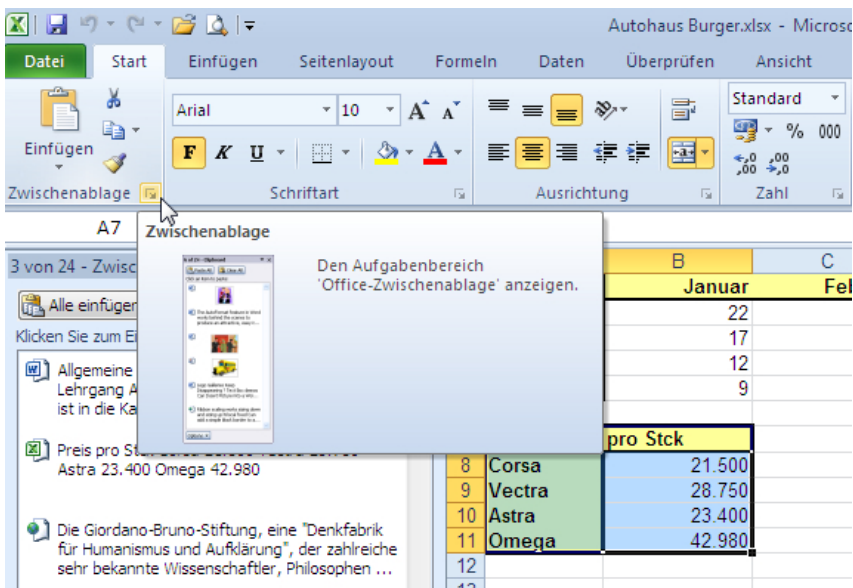 Autohaus Burger.xlsx - Microso
Datei Start Einfügen Seitenlayout Formeln Daten Überprüfen Ansicht
Arial 10 A A Standard
Einfügen F K U A % 000
Zwischenablage Schriftart Ausrichtung Zahl
A7
Zwischenablage
Den Aufgabenbereich
'Office-Zwischenablage' anzeigen.
3 von 24 - Zwisc
Alle einfüger
Klicken Sie zum Ei
Allgemeine
Lehrgang A
ist in die Ka
Preis pro St
Astra 23.400 Omega 42.980
Die Giordano-Bruno-Stiftung, eine "Denkfabrik
für Humanismus und Aufklärung", der zahlreiche
sehr bekannte Wissenschaftler, Philosophen ...
B C
Januar Feb
22
17
12
9
pro Stck
8 Corsa 21.500
9 Vectra 28.750
10 Astra 23.400
11 Omega 42.980
12